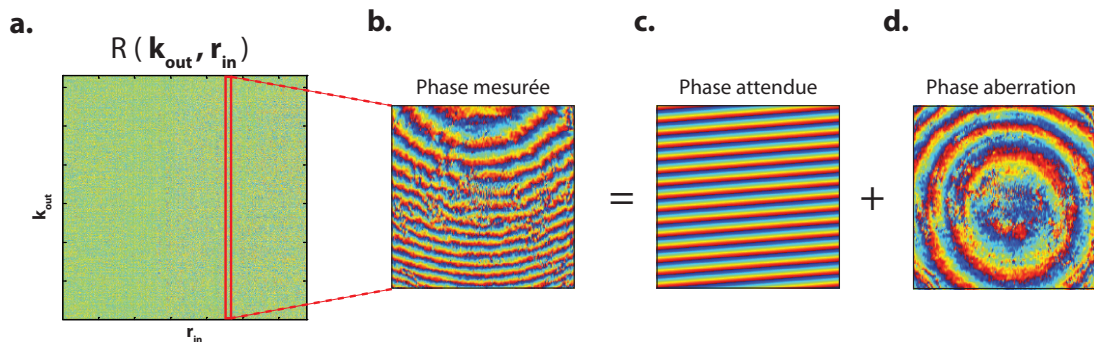 a.
R ( k_out, r_in )
k_out
r_in
b.
Phase mesurée
=
c.
Phase attendue
+
d.
Phase aberration